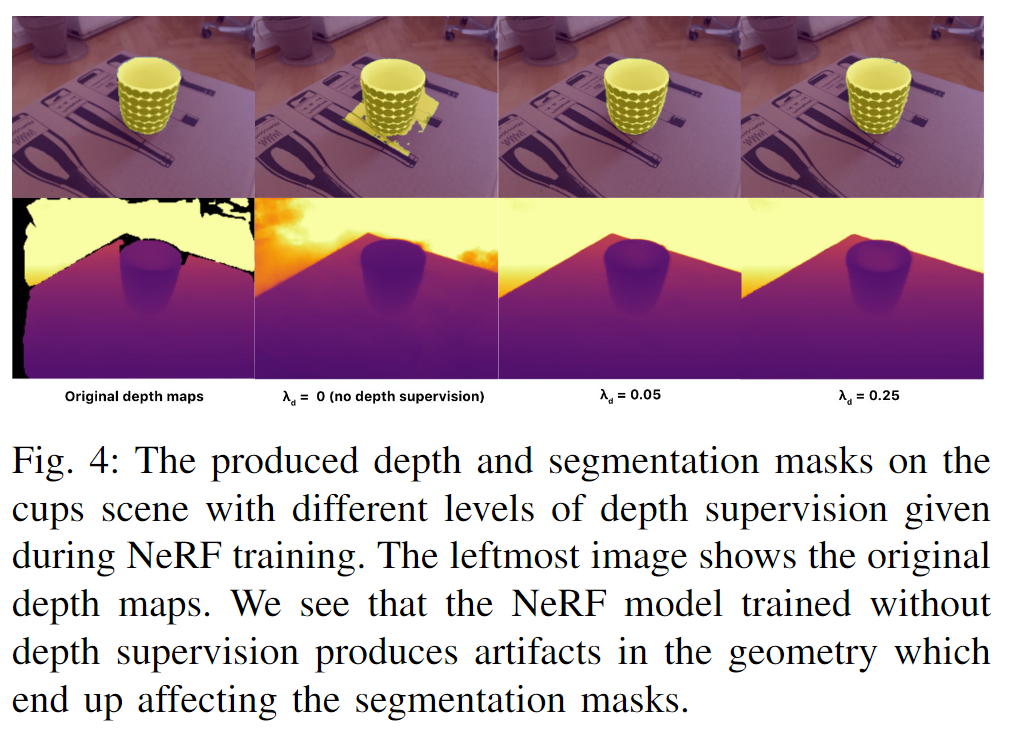 Original depth maps
λd = 0 (no depth supervision)
λd = 0.05
λd = 0.25
Fig. 4: The produced depth and segmentation masks on the
cups scene with different levels of depth supervision given
during NeRF training. The leftmost image shows the original
depth maps. We see that the NeRF model trained without
depth supervision produces artifacts in the geometry which
end up affecting the segmentation masks.